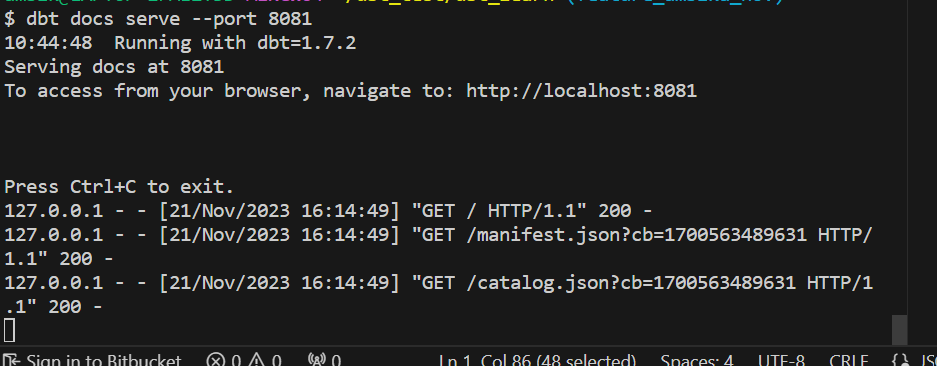 $ dbt docs serve --port 8081
10:44:48  Running with dbt=1.7.2
Serving docs at 8081
To access from your browser, navigate to: http://localhost:8081
Press Ctrl+C to exit.
127.0.0.1 - - [21/Nov/2023 16:14:49] "GET / HTTP/1.1" 200 -
127.0.0.1 - - [21/Nov/2023 16:14:49] "GET /manifest.json?cb=1700563489631 HTTP/
1.1" 200 -
127.0.0.1 - - [21/Nov/2023 16:14:49] "GET /catalog.json?cb=1700563489631 HTTP/1
.1" 200 -
Sign in to Bitbucket 0 0 0 Ln 1, Col 86 (48 selected) Spaces: 4 UTF-8 CRLF {}